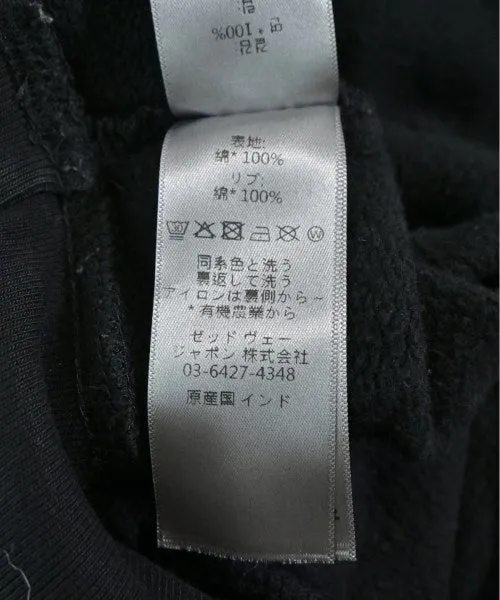 表地:
綿* 100%
リブ:
綿* 100%
W
同系色と洗う
裏返して洗う
アイロンは裏側から~
* 有機農業から
ゼッドヴェー
ジャポン 株式会社
03-6427-4348
原産国 インド